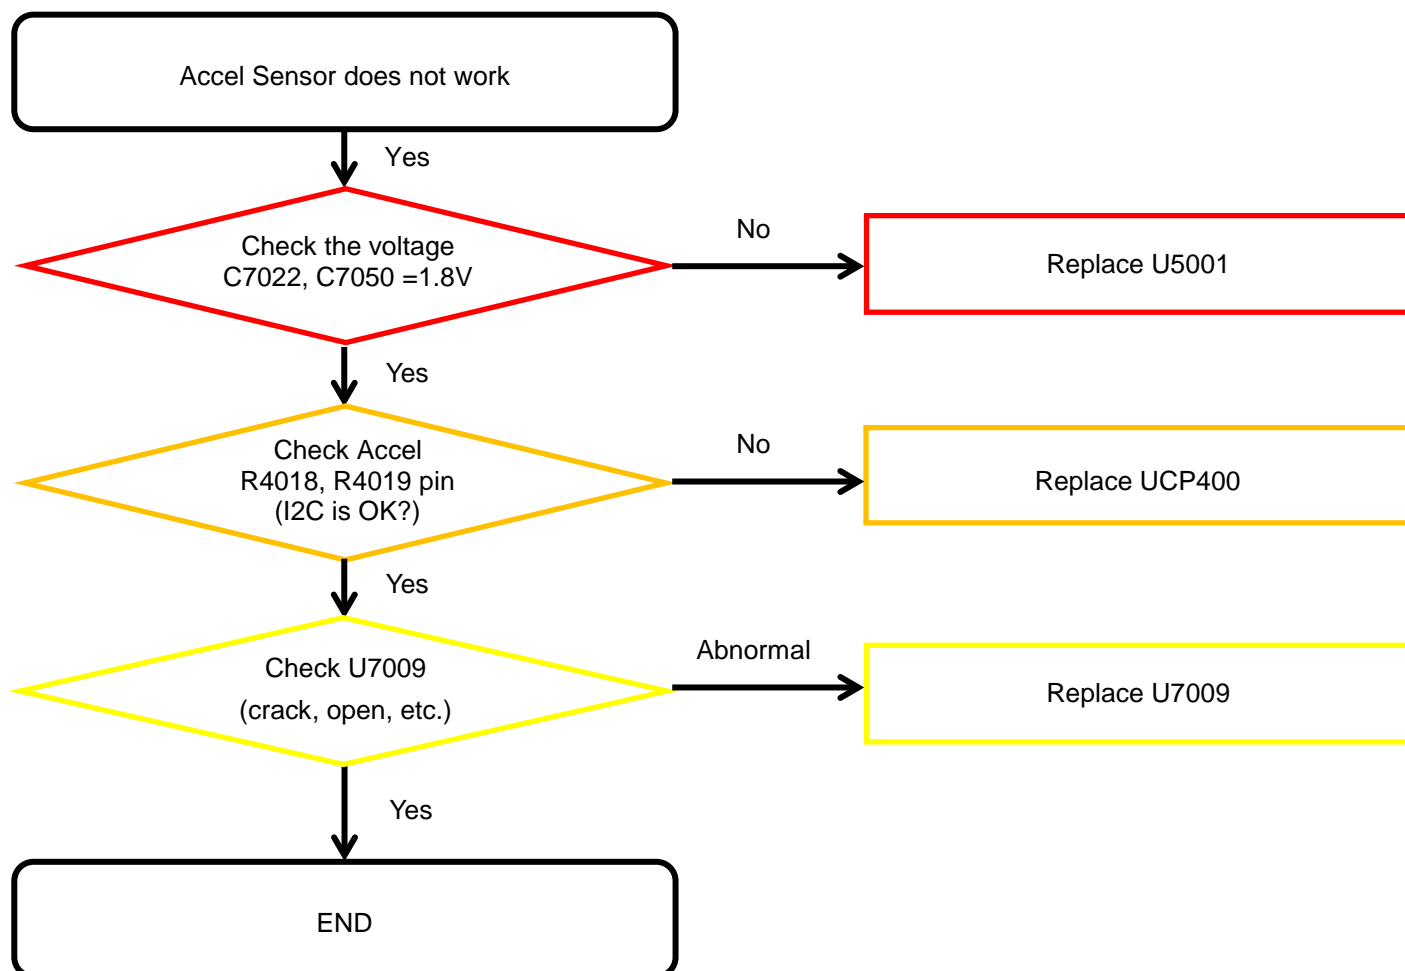 Accel Sensor does not work
Yes
Check the voltage
C7022, C7050 =1.8V
No
Replace U5001
Yes
Check Accel
R4018, R4019 pin
(I2C is OK?)
No
Replace UCP400
Yes
Check U7009
(crack, open, etc.)
Abnormal
Replace U7009
Yes
END